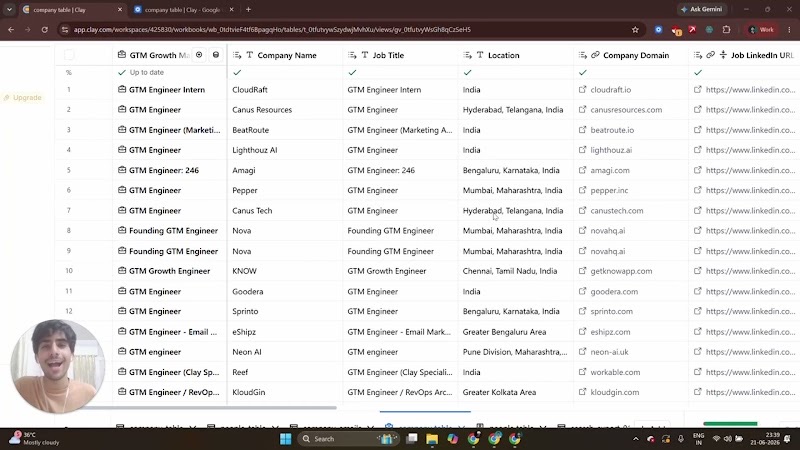 company table | Clay
company table | Clay - Google
Ask Gemini
app.clay.com/workspaces/425830/workbooks/wb_0tdtvieF4tf6BpagqHo/tables/t_0tfutvywSzydwjMvhXu/views/gv_0tfutvyWsGh8qCzSeH5
Work
GTM Growth Ma
Company Name
Job Title
Location
Company Domain
Job LinkedIn URL
%
Up to date
Upgrade
1 GTM Engineer Intern CloudRaft GTM Engineer Intern India cloudraft.io https://www.linkedin.co...
2 GTM Engineer Canus Resources GTM Engineer Hyderabad, Telangana, India canusresources.com https://www.linkedin.co...
3 GTM Engineer (Marketi... BeatRoute GTM Engineer (Marketing A... India beatroute.io https://www.linkedin.co...
4 GTM Engineer Lighthouz AI GTM Engineer India lighthouz.ai https://www.linkedin.co...
5 GTM Engineer: 246 Amagi GTM Engineer: 246 Bengaluru, Karnataka, India amagi.com https://www.linkedin.co...
6 GTM Engineer Pepper GTM Engineer Mumbai, Maharashtra, India pepper.inc https://www.linkedin.co...
7 GTM Engineer Canus Tech GTM Engineer Hyderabad, Telangana, India canustech.com https://www.linkedin.co...
8 Founding GTM Engineer Nova Founding GTM Engineer Mumbai, Maharashtra, India novahq.ai https://www.linkedin.co...
9 Founding GTM Engineer Nova Founding GTM Engineer Mumbai, Maharashtra, India novahq.ai https://www.linkedin.co...
10 GTM Growth Engineer KNOW GTM Growth Engineer Chennai, Tamil Nadu, India getknowapp.com https://www.linkedin.co...
11 GTM Engineer Goodera GTM Engineer India goodera.com https://www.linkedin.co...
12 GTM Engineer Sprinto GTM Engineer Bengaluru, Karnataka, India sprinto.com https://www.linkedin.co...
GTM Engineer - Email ... eShipz GTM Engineer - Email Mark... Greater Bengaluru Area eshipz.com https://www.linkedin.co...
GTM engineer Neon AI GTM engineer Pune Division, Maharashtra,... neon-ai.uk https://www.linkedin.co...
GTM Engineer (Clay Sp... Reef GTM Engineer (Clay Speciali... India workable.com https://www.linkedin.co...
GTM Engineer / RevOp... KloudGin GTM Engineer / RevOps Arc... Greater Kolkata Area kloudgin.com https://www.linkedin.co...
36°C
Mostly cloudy
Search
ENG
IN
23:39
21-06-2026